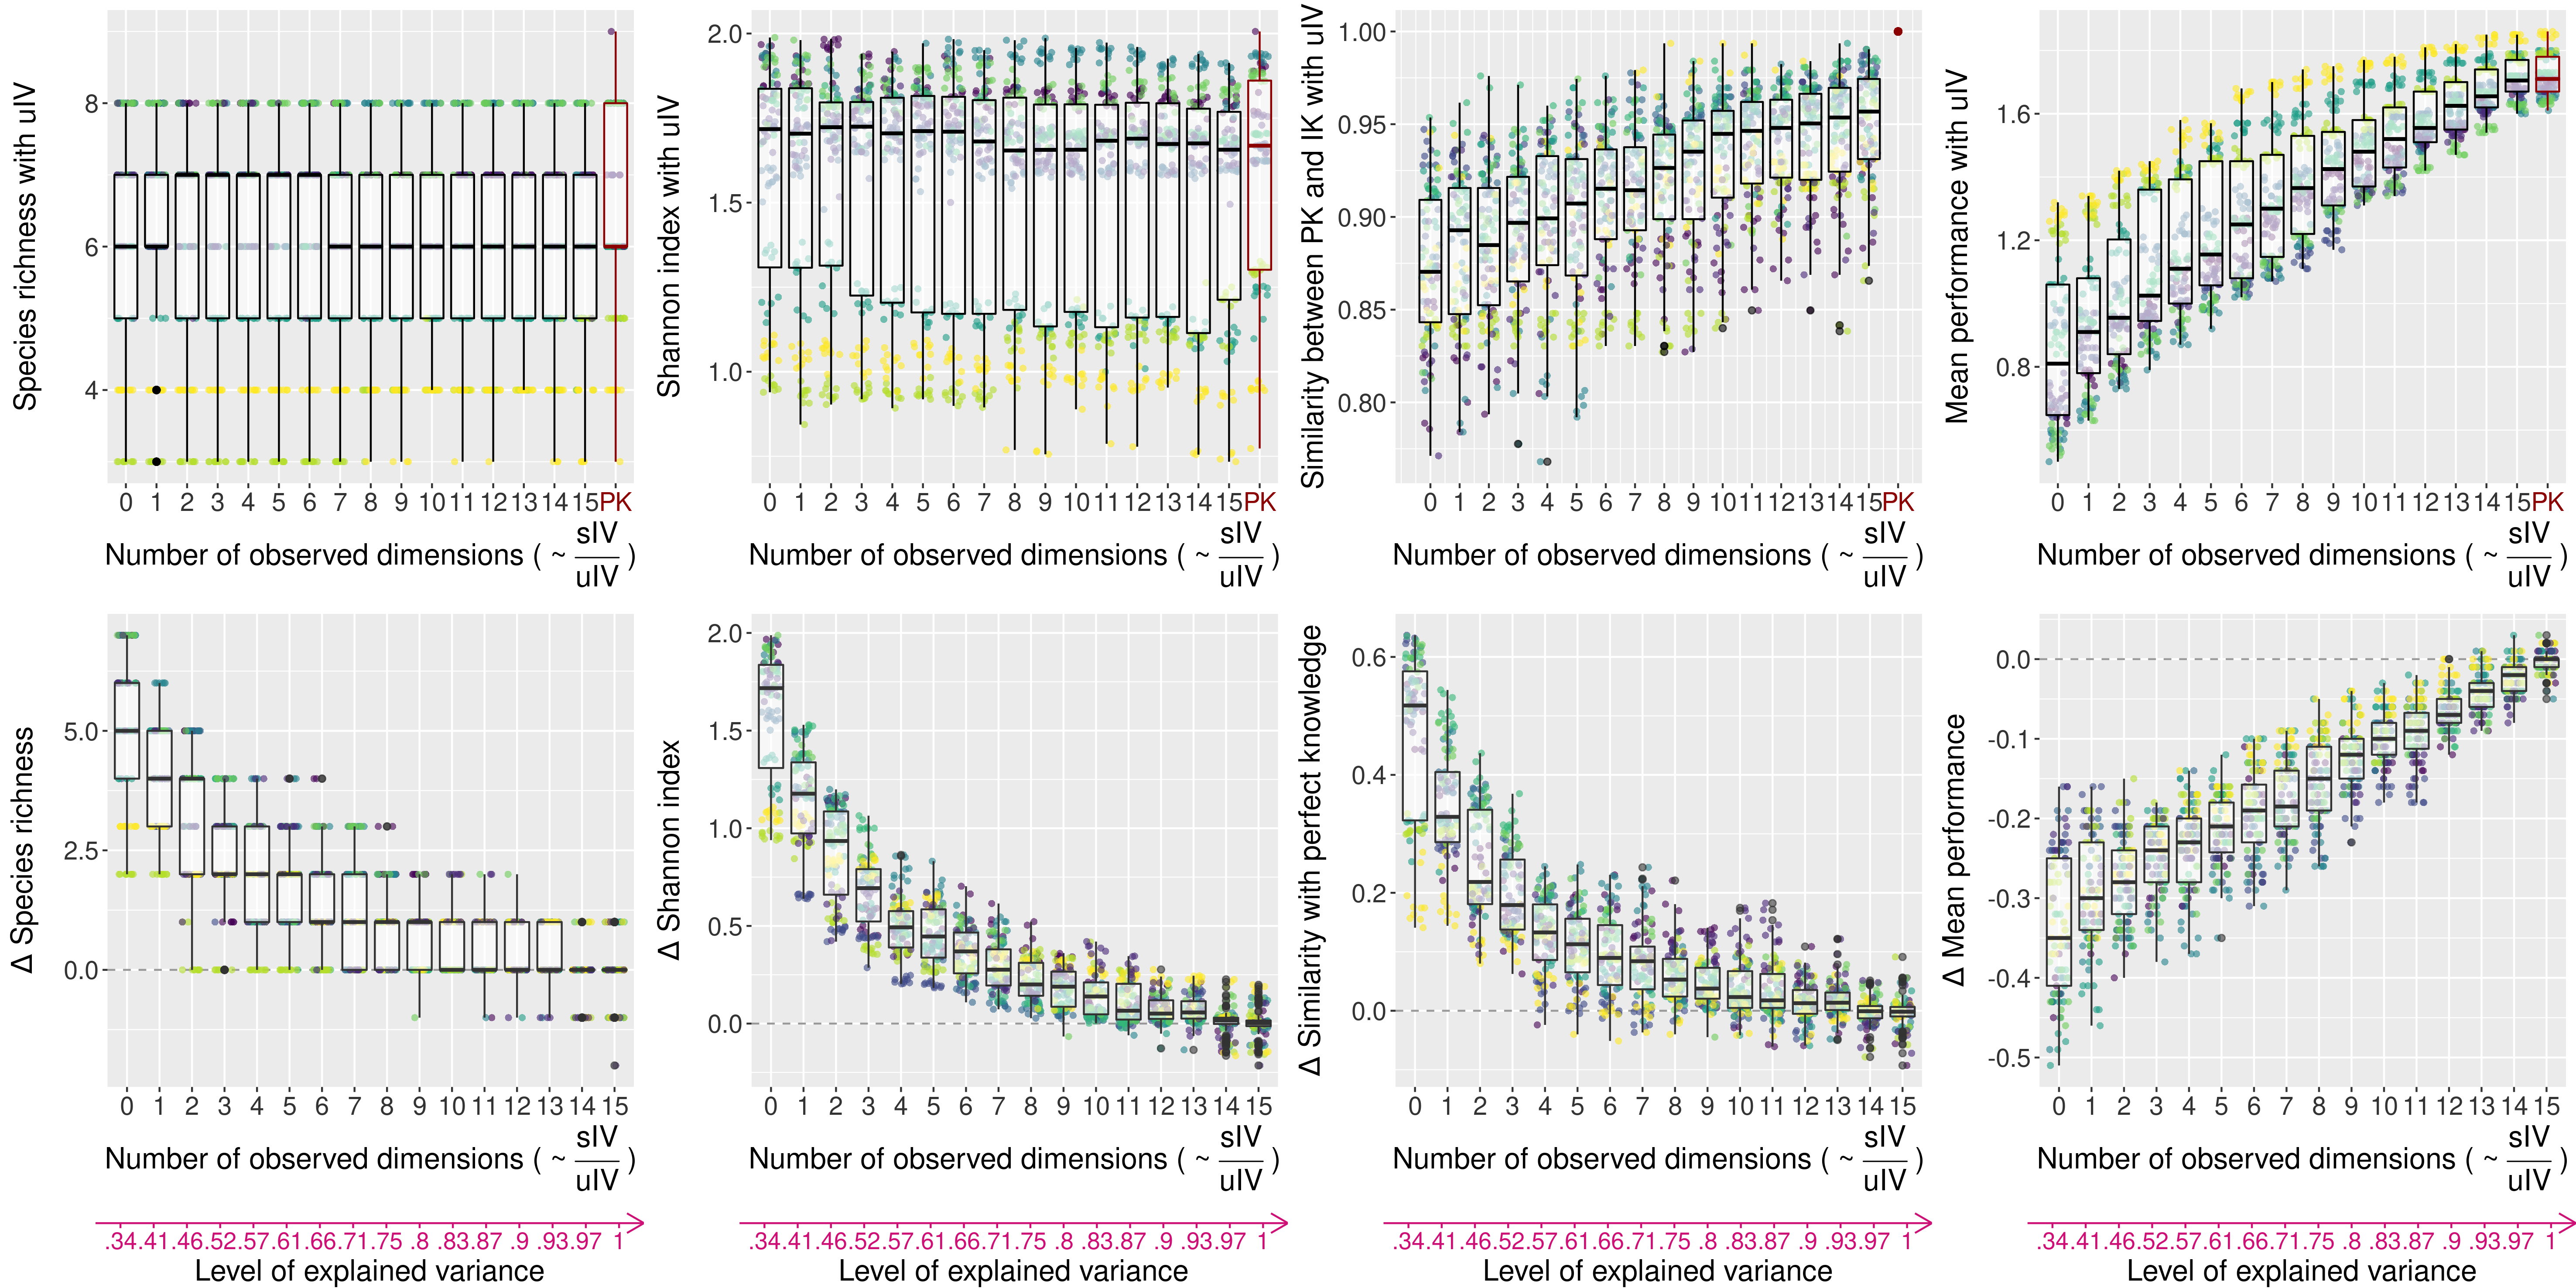 Species richness with uIV
8
6
4
0 1 2 3 4 5 6 7 8 9 10 11 12 13 14 15 PK
Number of observed dimensions ( ~ sIV/uIV )
Shannon index with uIV
2.0
1.5
1.0
0 1 2 3 4 5 6 7 8 9 10 11 12 13 14 15 PK
Number of observed dimensions ( ~ sIV/uIV )
Similarity between PK and IK with uIV
1.00
0.95
0.90
0.85
0.80
0 1 2 3 4 5 6 7 8 9 10 11 12 13 14 15 PK
Number of observed dimensions ( ~ sIV/uIV )
Mean performance with uIV
1.6
1.2
0.8
0 1 2 3 4 5 6 7 8 9 10 11 12 13 14 15 PK
Number of observed dimensions ( ~ sIV/uIV )
Δ Species richness
5.0
2.5
0.0
0 1 2 3 4 5 6 7 8 9 10 11 12 13 14 15
Number of observed dimensions ( ~ sIV/uIV )
.34 .41 .46 .52 .57 .61 .66 .71 .75 .8 .83 .87 .9 .93 .97 1
Level of explained variance
Δ Shannon index
2.0
1.5
1.0
0.5
0.0
0 1 2 3 4 5 6 7 8 9 10 11 12 13 14 15
Number of observed dimensions ( ~ sIV/uIV )
.34 .41 .46 .52 .57 .61 .66 .71 .75 .8 .83 .87 .9 .93 .97 1
Level of explained variance
Δ Similarity with perfect knowledge
0.6
0.4
0.2
0.0
0 1 2 3 4 5 6 7 8 9 10 11 12 13 14 15
Number of observed dimensions ( ~ sIV/uIV )
.34 .41 .46 .52 .57 .61 .66 .71 .75 .8 .83 .87 .9 .93 .97 1
Level of explained variance
Δ Mean performance
0.0
-0.1
-0.2
-0.3
-0.4
-0.5
0 1 2 3 4 5 6 7 8 9 10 11 12 13 14 15
Number of observed dimensions ( ~ sIV/uIV )
.34 .41 .46 .52 .57 .61 .66 .71 .75 .8 .83 .87 .9 .93 .97 1
Level of explained variance